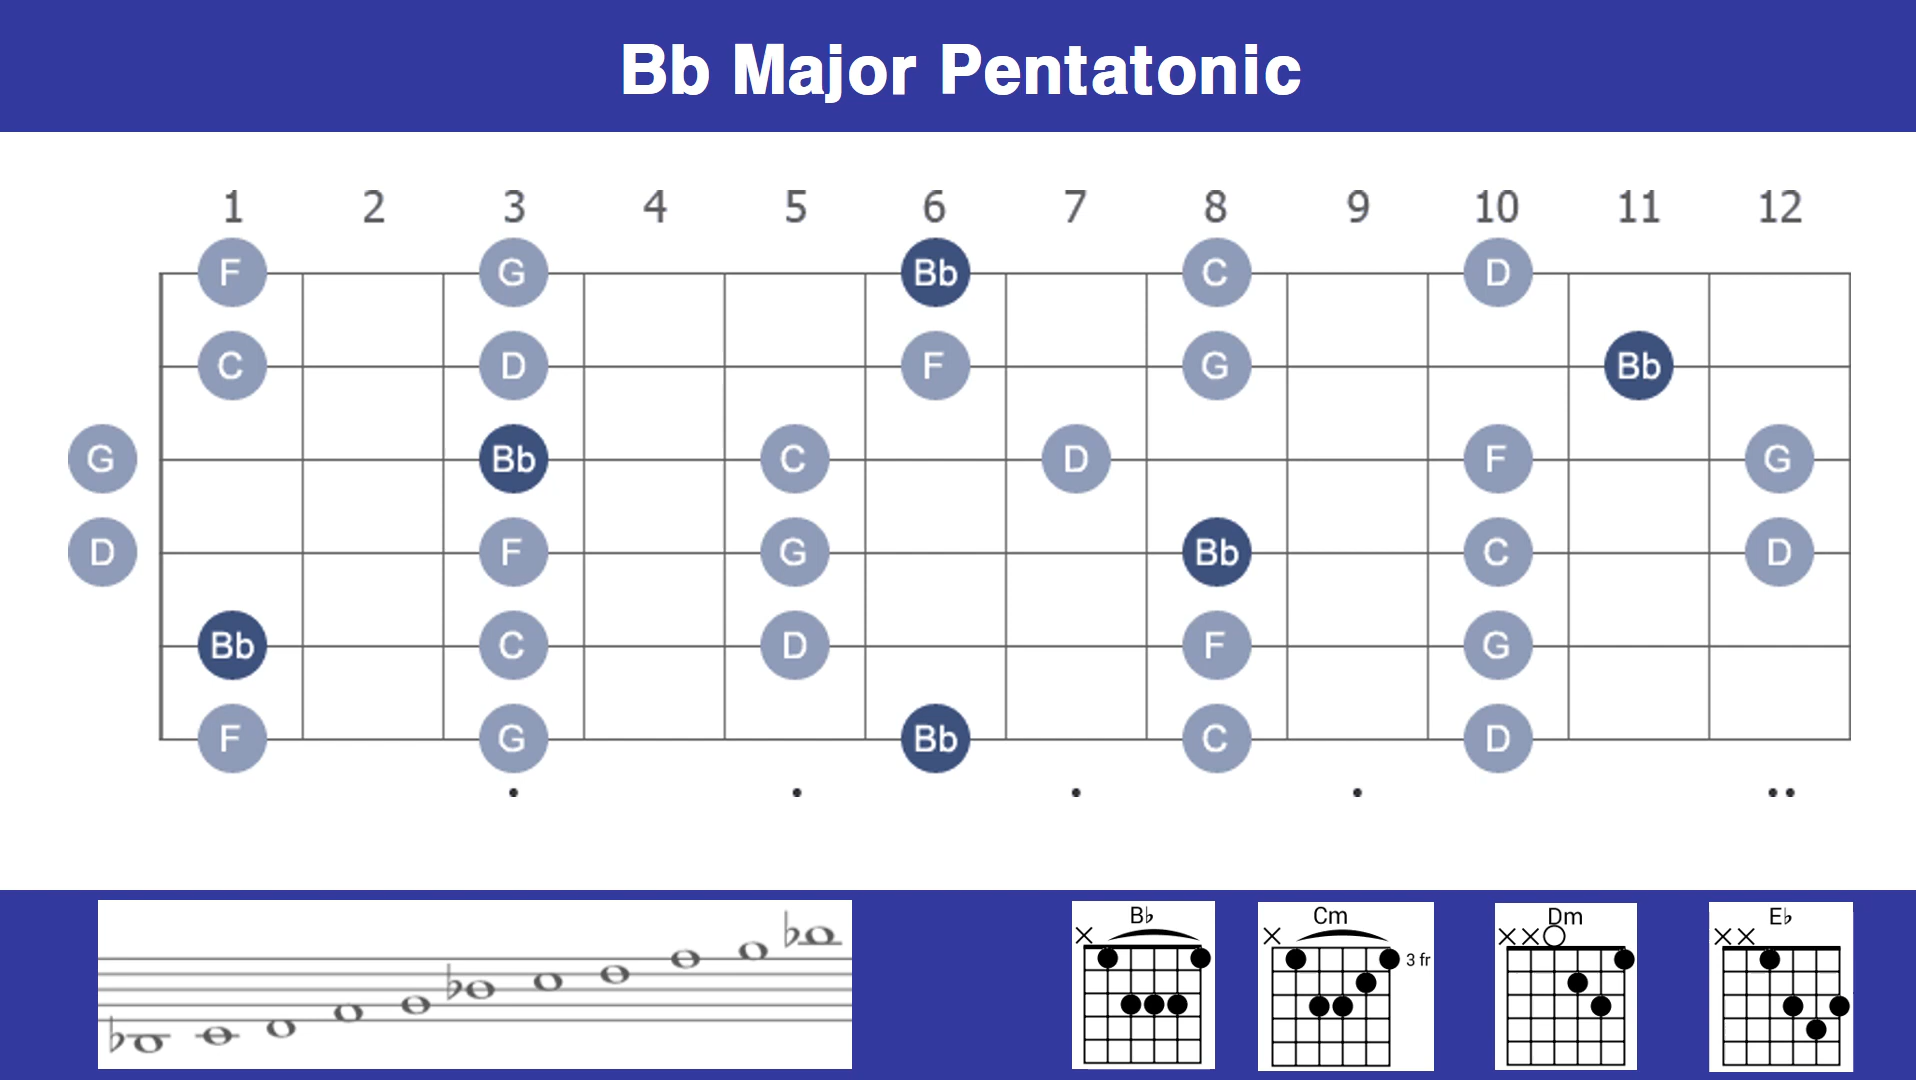 Bb Major Pentatonic
1 2 3 4 5 6 7 8 9 10 11 12
F G Bb C D
C D F G Bb
G Bb C D F G
D F G Bb C D
Bb C D F G
F G Bb C D
B♭ Cm Dm E♭
3 fr